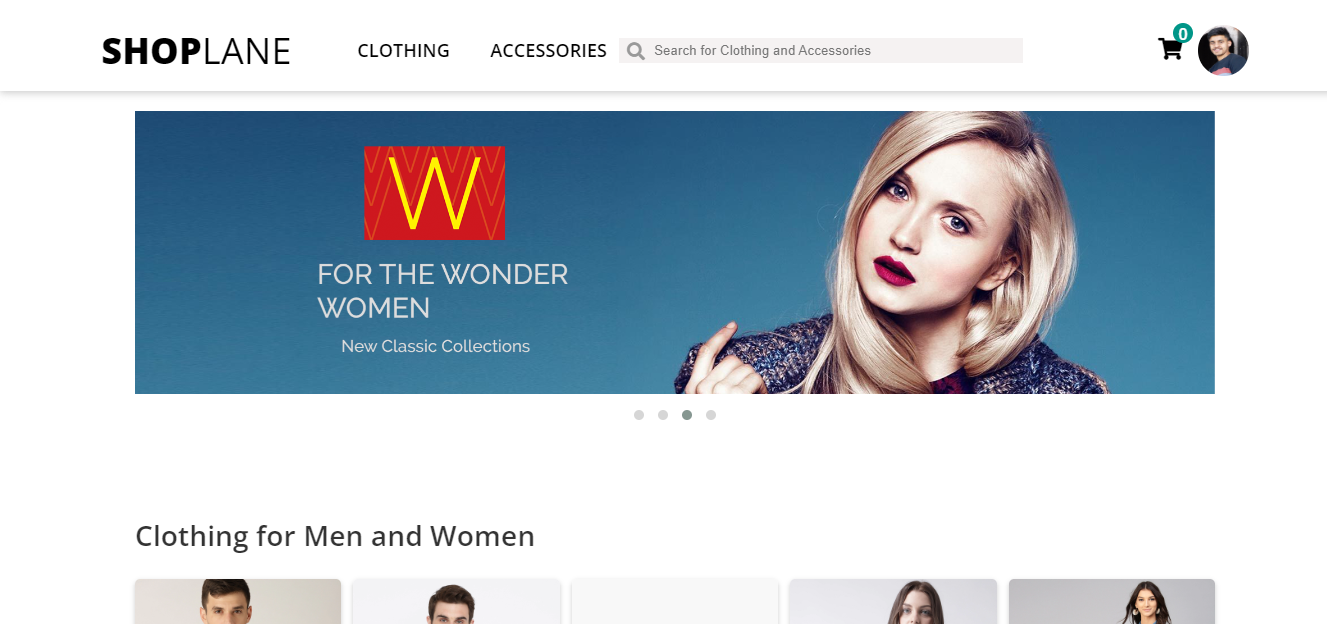 SHOPLANE
CLOTHING
ACCESSORIES
Search for Clothing and Accessories
0
W
FOR THE WONDER
WOMEN
New Classic Collections
Clothing for Men and Women